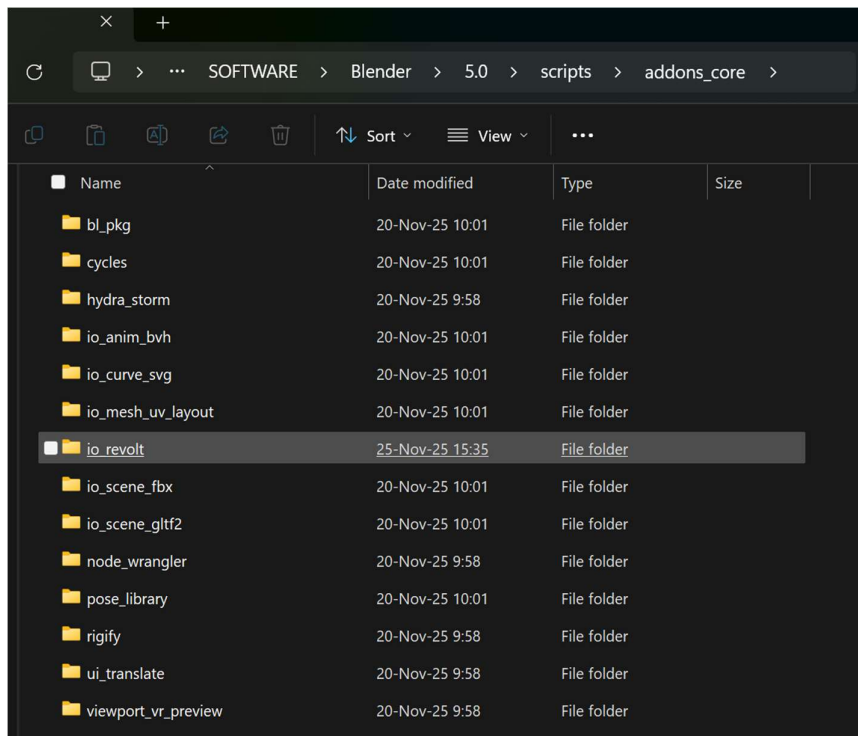 SOFTWARE > Blender > 5.0 > scripts > addons_core >
Sort View
Name Date modified Type Size
bl_pkg 20-Nov-25 10:01 File folder
cycles 20-Nov-25 10:01 File folder
hydra_storm 20-Nov-25 9:58 File folder
io_anim_bvh 20-Nov-25 10:01 File folder
io_curve_svg 20-Nov-25 10:01 File folder
io_mesh_uv_layout 20-Nov-25 10:01 File folder
io_revolt 25-Nov-25 15:35 File folder
io_scene_fbx 20-Nov-25 10:01 File folder
io_scene_gltf2 20-Nov-25 10:01 File folder
node_wrangler 20-Nov-25 9:58 File folder
pose_library 20-Nov-25 10:01 File folder
rigify 20-Nov-25 9:58 File folder
ui_translate 20-Nov-25 9:58 File folder
viewport_vr_preview 20-Nov-25 9:58 File folder